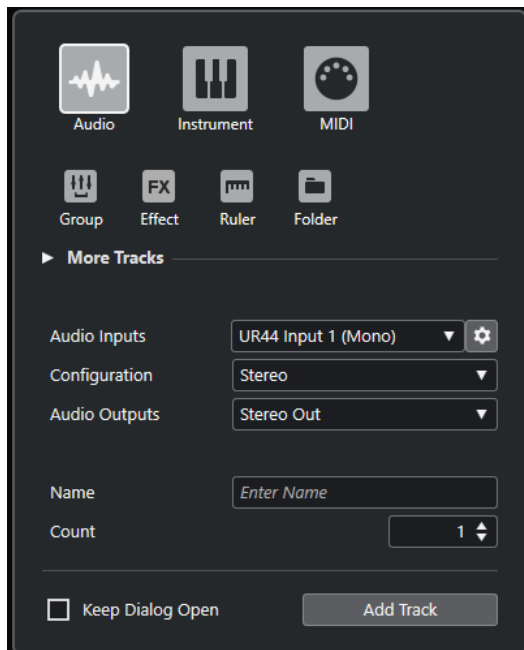 Audio Instrument MIDI
FX
Group Effect Ruler Folder
More Tracks
Audio Inputs UR44 Input 1 (Mono)
Configuration Stereo
Audio Outputs Stereo Out
Name Enter Name
Count 1
Keep Dialog Open Add Track